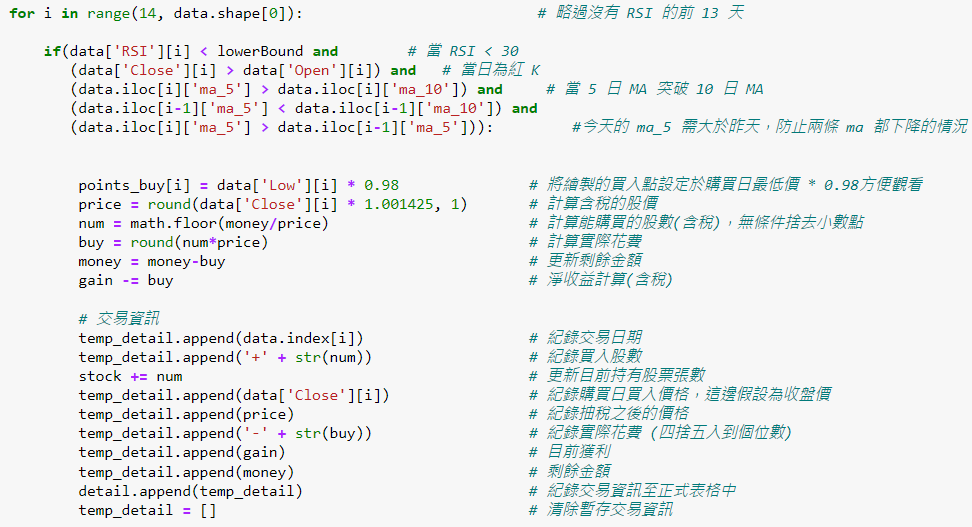 for i in range(14, data.shape[0]): # 略過沒有 RSI 的前 13 天
if(data['RSI'][i] < lowerBound and # 當 RSI < 30
(data['Close'][i] > data['Open'][i]) and # 當日為紅 K
(data.iloc[i]['ma_5'] > data.iloc[i]['ma_10']) and # 當 5 日 MA 突破 10 日 MA
(data.iloc[i-1]['ma_5'] < data.iloc[i-1]['ma_10']) and
(data.iloc[i]['ma_5'] > data.iloc[i-1]['ma_5'])): #今天的 ma_5 需大於昨天，防止兩條 ma 都下降的情況
points_buy[i] = data['Low'][i] * 0.98 # 將繪製的買入點設定於購買日最低價 * 0.98方便觀看
price = round(data['Close'][i] * 1.001425, 1) # 計算含稅的股價
num = math.floor(money/price) # 計算能購買的股數(含稅)，無條件捨去小數點
buy = round(num*price) # 計算實際花費
money = money-buy # 更新剩餘金額
gain -= buy # 淨收益計算(含稅)
# 交易資訊
temp_detail.append(data.index[i]) # 紀錄交易日期
temp_detail.append('+' + str(num)) # 紀錄買入股數
stock += num # 更新目前持有股票張數
temp_detail.append(data['Close'][i]) # 紀錄購買日買入價格，這邊假設為收盤價
temp_detail.append(price) # 紀錄抽稅之後的價格
temp_detail.append('-' + str(buy)) # 紀錄實際花費 (四捨五入到個位數)
temp_detail.append(gain) # 目前獲利
temp_detail.append(money) # 剩餘金額
detail.append(temp_detail) # 紀錄交易資訊至正式表格中
temp_detail = [] # 清除暫存交易資訊